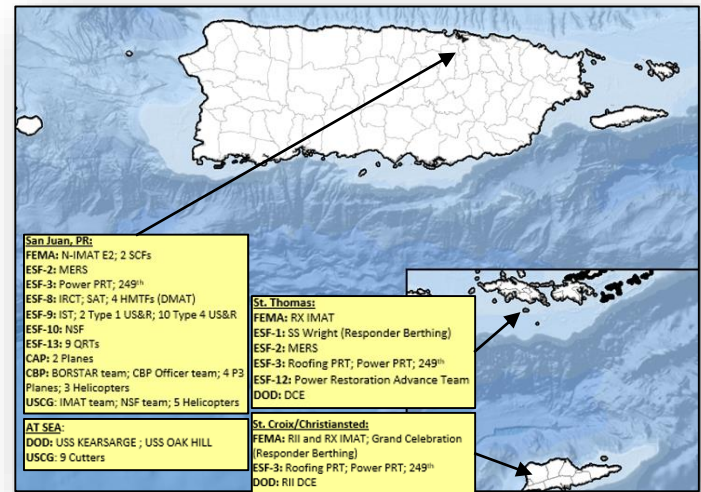 San Juan, PR:
FEMA: N-IMAT E2; 2 SCFs
ESF-2: MERS
ESF-3: Power PRT; 249th
ESF-8: IRCT; SAT; 4 HMTFs (DMAT)
ESF-9: IST; 2 Type 1 US&R; 10 Type 4 US&R
ESF-10: NSF
ESF-13: 9 QRTs
CAP: 2 Planes
CBP: BORSTAR team; CBP Officer team; 4 P3
Planes; 3 Helicopters
USCG: IMAT team; NSF team; 5 Helicopters
AT SEA:
DOD: USS KEARSARGE ; USS OAK HILL
USCG: 9 Cutters
St. Thomas:
FEMA: RX IMAT
ESF-1: SS Wright (Responder Berthing)
ESF-2: MERS
ESF-3: Roofing PRT; Power PRT; 249th
ESF-12: Power Restoration Advance Team
DOD: DCE
St. Croix/Christiansted:
FEMA: RII and RX IMAT; Grand Celebration
(Responder Berthing)
ESF-3: Roofing PRT; Power PRT; 249th
DOD: RII DCE